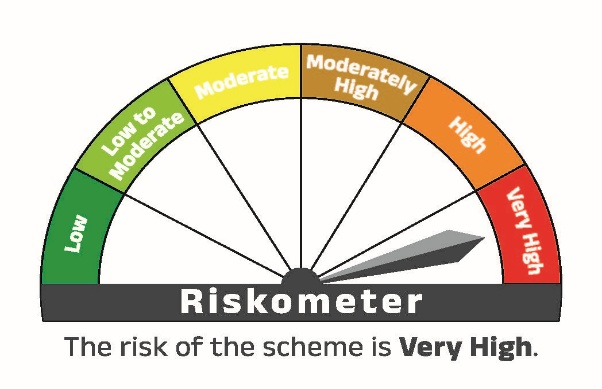 Low
Low to
Moderate
Moderate
Moderately
High
High
Very High
Riskometer
The risk of the scheme is Very High.